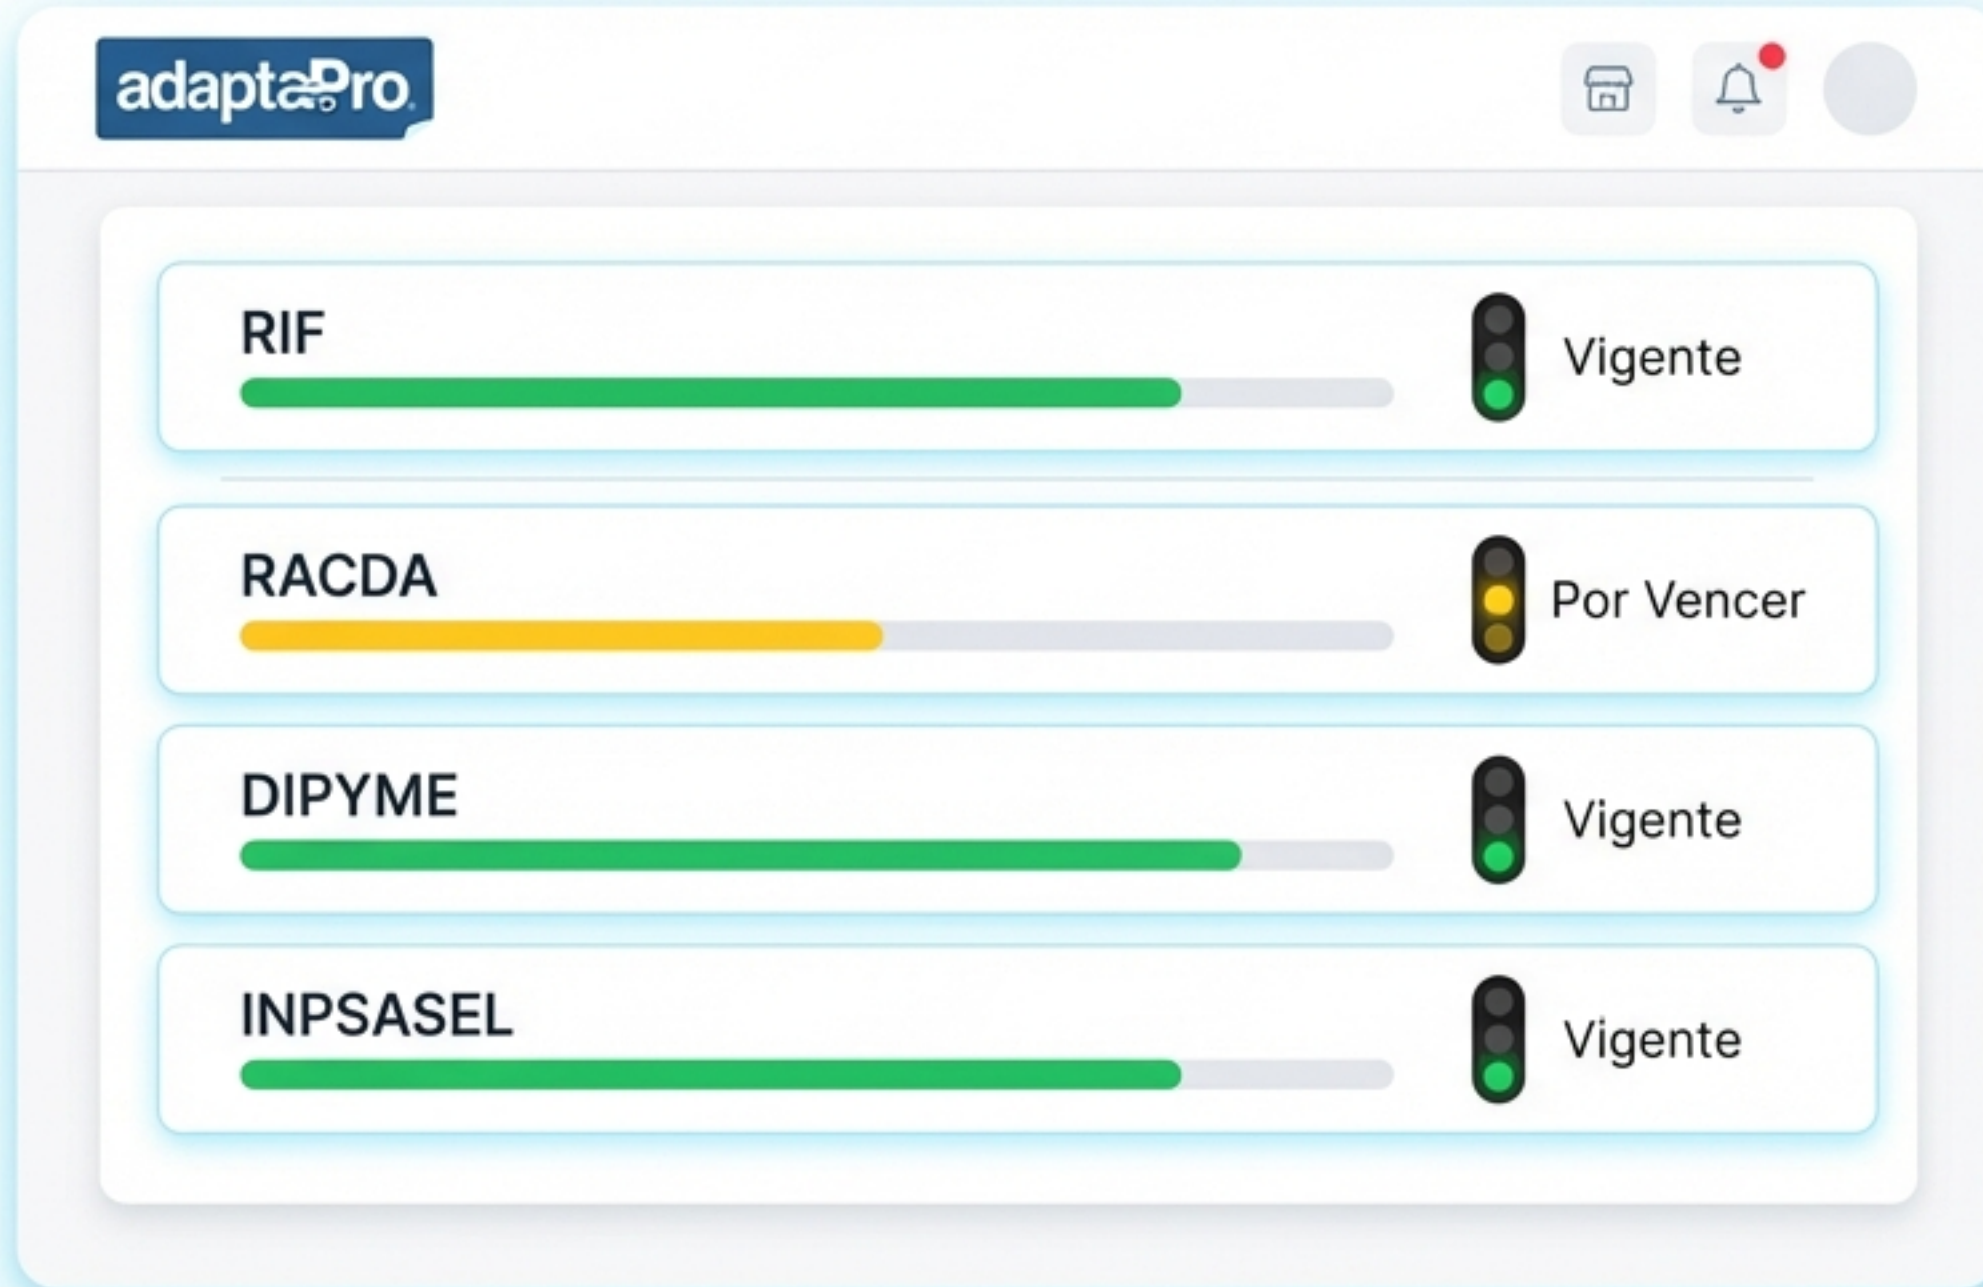 adaptaPro
RIF
Vigente
RACDA
Por Vencer
DIPYME
Vigente
INPSASEL
Vigente